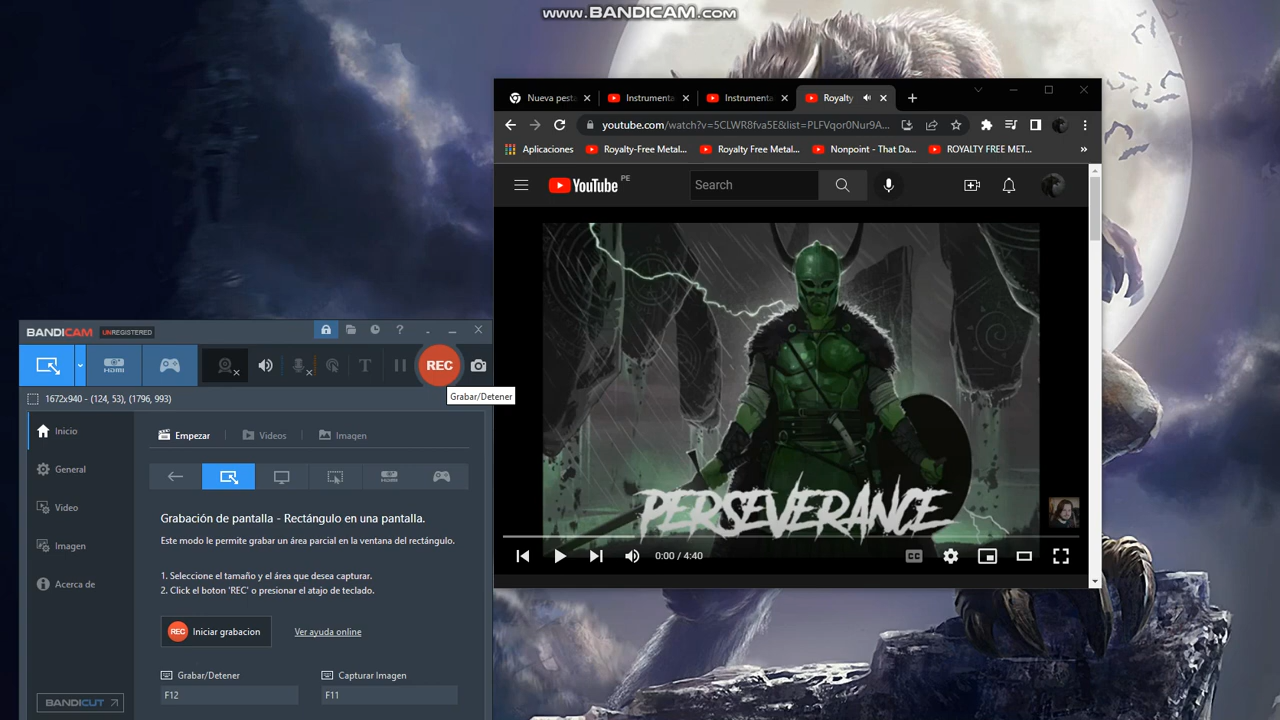 www.BANDICAM.com
Nueva pest
Instrumenta
Instrumenta
Royalty
youtube.com/watch?v=5CLWR8fva5E&list=PLFVqor0Nur9A...
Aplicaciones
Royalty-Free Metal...
Royalty Free Metal...
Nonpoint - That Da...
ROYALTY FREE MET...
YouTube PE
Search
PERSEVERANCE
0:00 / 4:40
CC
BANDICAM UNREGISTERED
HDMI
REC
Grabar/Detener
1672x940 - (124, 53), (1796, 993)
Inicio
General
Video
Imagen
Acerca de
BANDICUT
Empezar
Videos
Imagen
HDMI
Grabación de pantalla - Rectángulo en una pantalla.
Este modo le permite grabar un área parcial en la ventana del rectángulo.
1. Seleccione el tamaño y el área que desea capturar.
2. Click el boton 'REC' o presionar el atajo de teclado.
REC Iniciar grabacion
Ver ayuda online
Grabar/Detener
F12
Capturar Imagen
F11